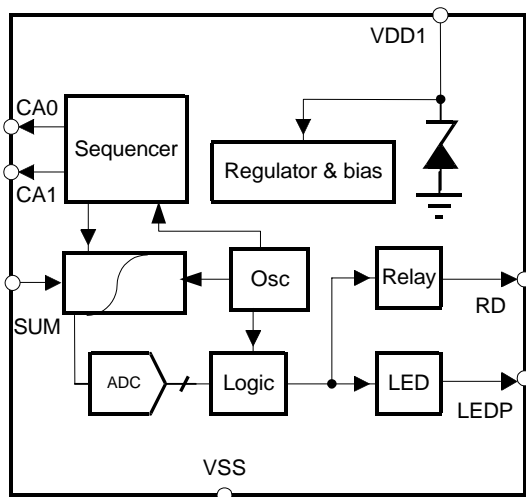 VDD1
CA0
Sequencer
CA1
Regulator & bias
SUM
Osc
Relay
RD
ADC
Logic
LED
LEDP
VSS